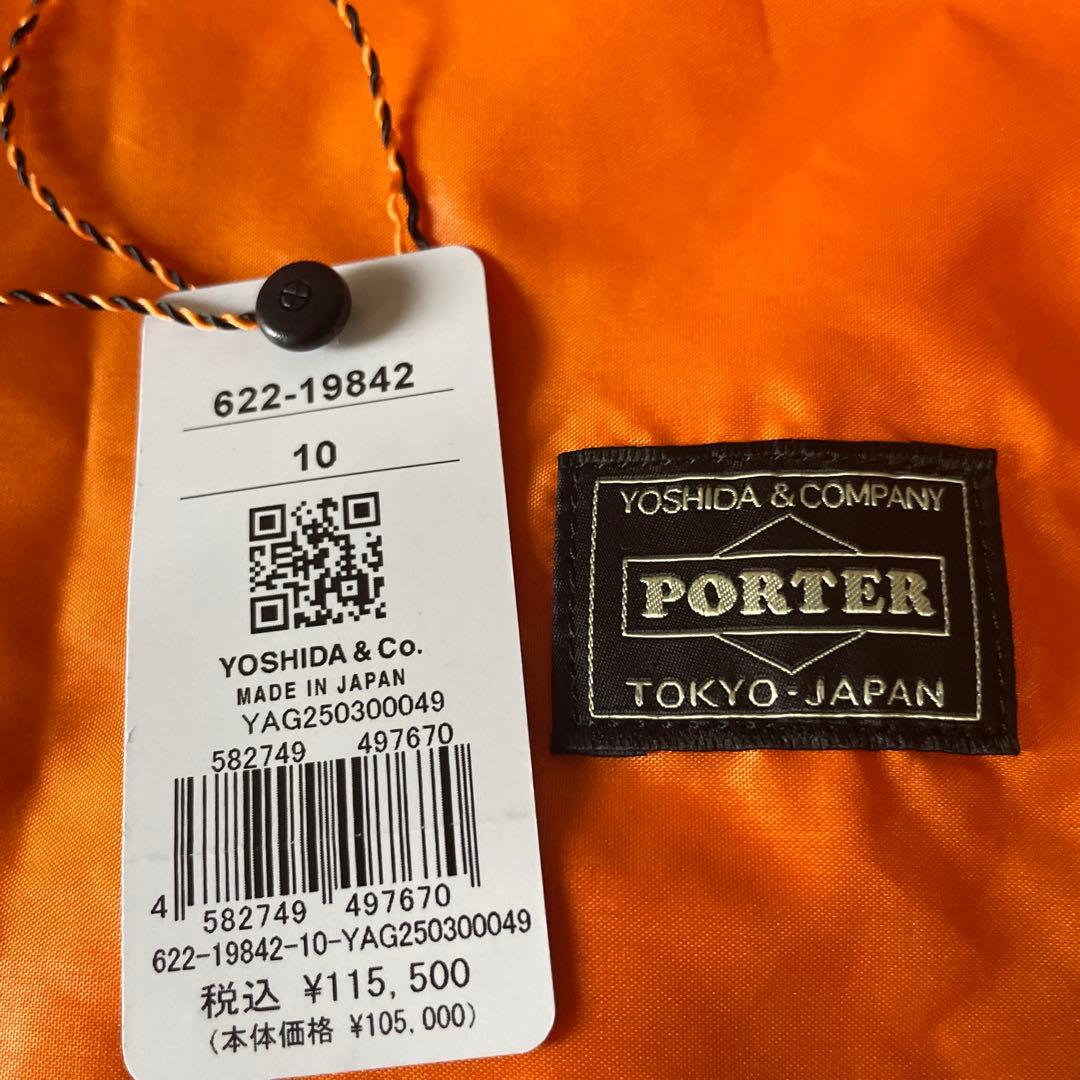 622-19842
10
YOSHIDA & Co.
MADE IN JAPAN
YAG250300049
582749 497670
4 582749 497670
622-19842-10-YAG250300049
税込 ¥115,500
(本体価格 ¥105,000)
YOSHIDA & COMPANY
PORTER
TOKYO-JAPAN